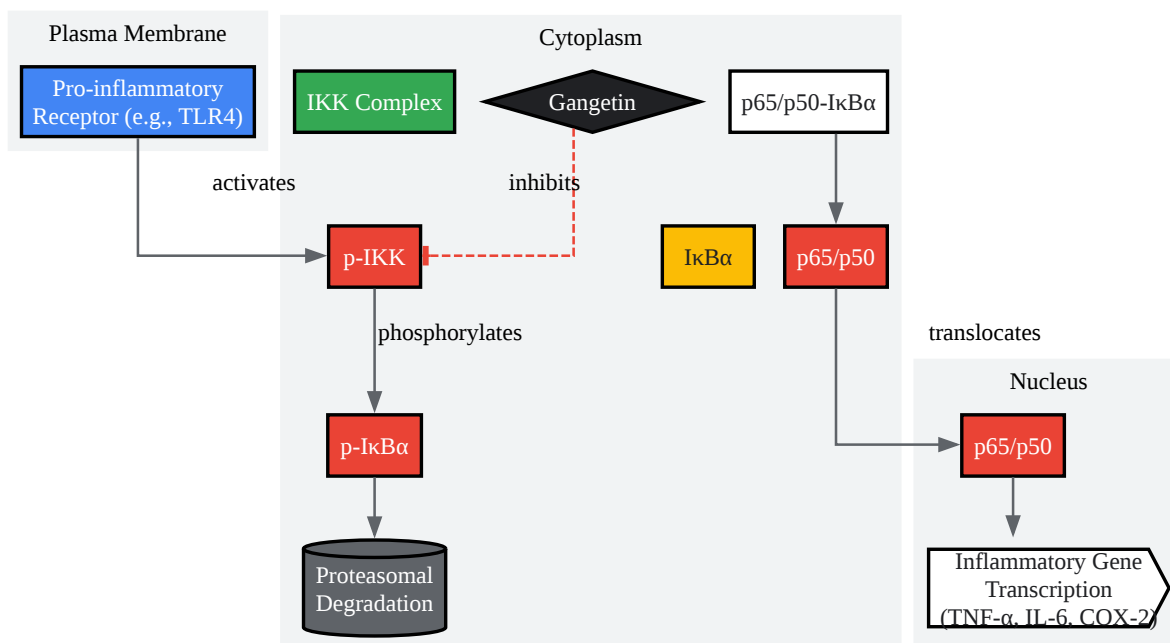 Plasma Membrane
Cytoplasm
Pro-inflammatory
Receptor (e.g., TLR4)
IKK Complex
Gangetin
p65/p50-IκBα
activates
inhibits
p-IKK
IκBα
p65/p50
phosphorylates
translocates
Nucleus
p-IκBα
p65/p50
Proteasomal
Degradation
Inflammatory Gene
Transcription
(TNF-α, IL-6, COX-2)